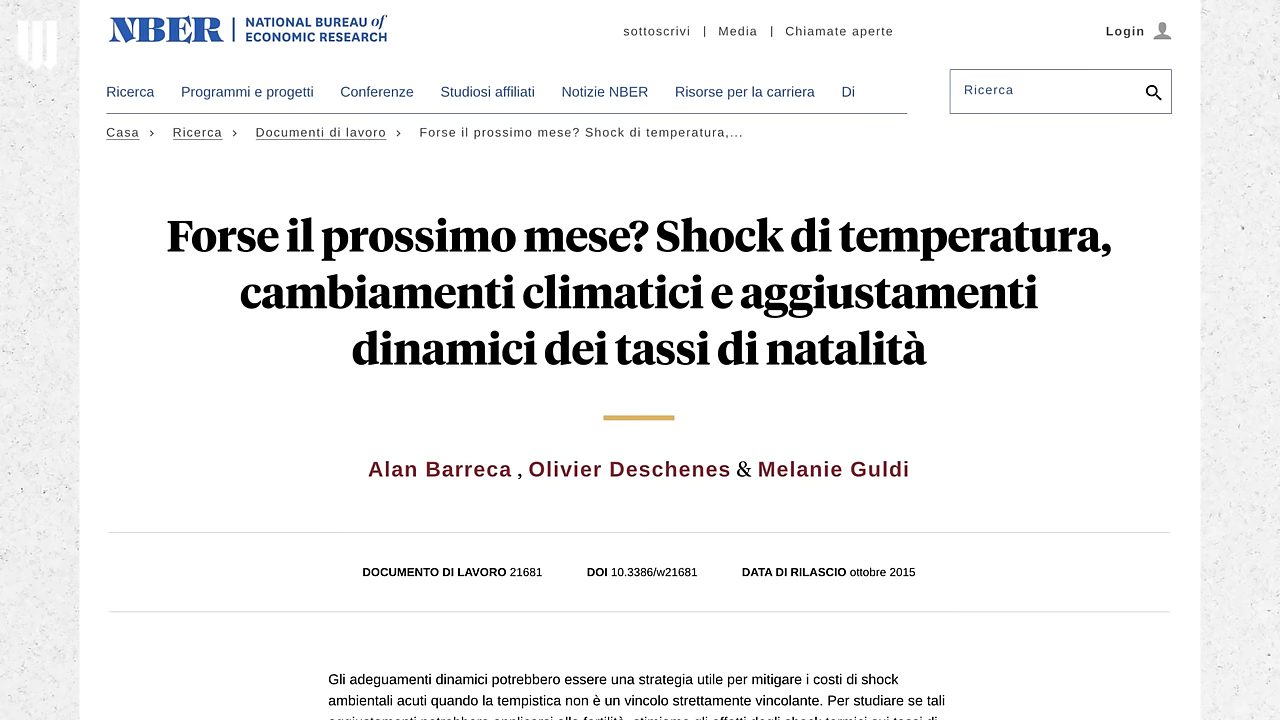 NBER | NATIONAL BUREAU of
ECONOMIC RESEARCH
sottoscrivi | Media | Chiamate aperte
Login
Ricerca Programmi e progetti Conferenze Studiosi affiliati Notizie NBER Risorse per la carriera Di
Ricerca
Casa › Ricerca › Documenti di lavoro › Forse il prossimo mese? Shock di temperatura,...
Forse il prossimo mese? Shock di temperatura,
cambiamenti climatici e aggiustamenti
dinamici dei tassi di natalità
Alan Barreca , Olivier Deschenes & Melanie Guldi
DOCUMENTO DI LAVORO 21681 DOI 10.3386/w21681 DATA DI RILASCIO ottobre 2015
Gli adeguamenti dinamici potrebbero essere una strategia utile per mitigare i costi di shock
ambientali acuti quando la tempistica non è un vincolo strettamente vincolante. Per studiare se tali